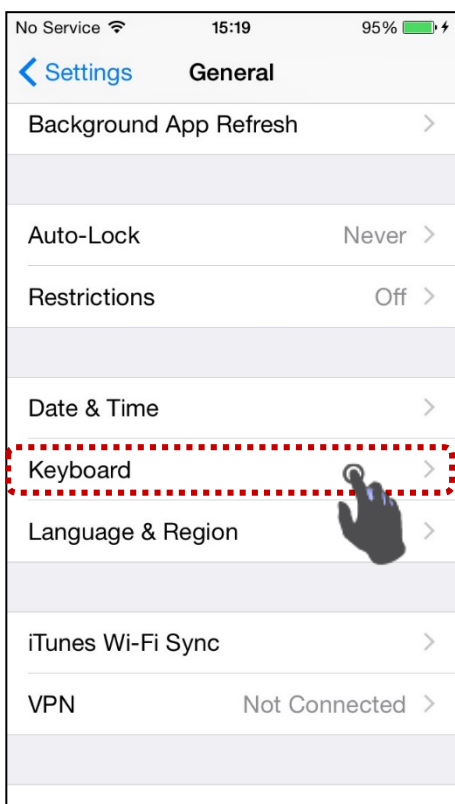 No Service 15:19 95%
Settings General
Background App Refresh
Auto-Lock Never
Restrictions Off
Date & Time
Keyboard
Language & Region
iTunes Wi-Fi Sync
VPN Not Connected